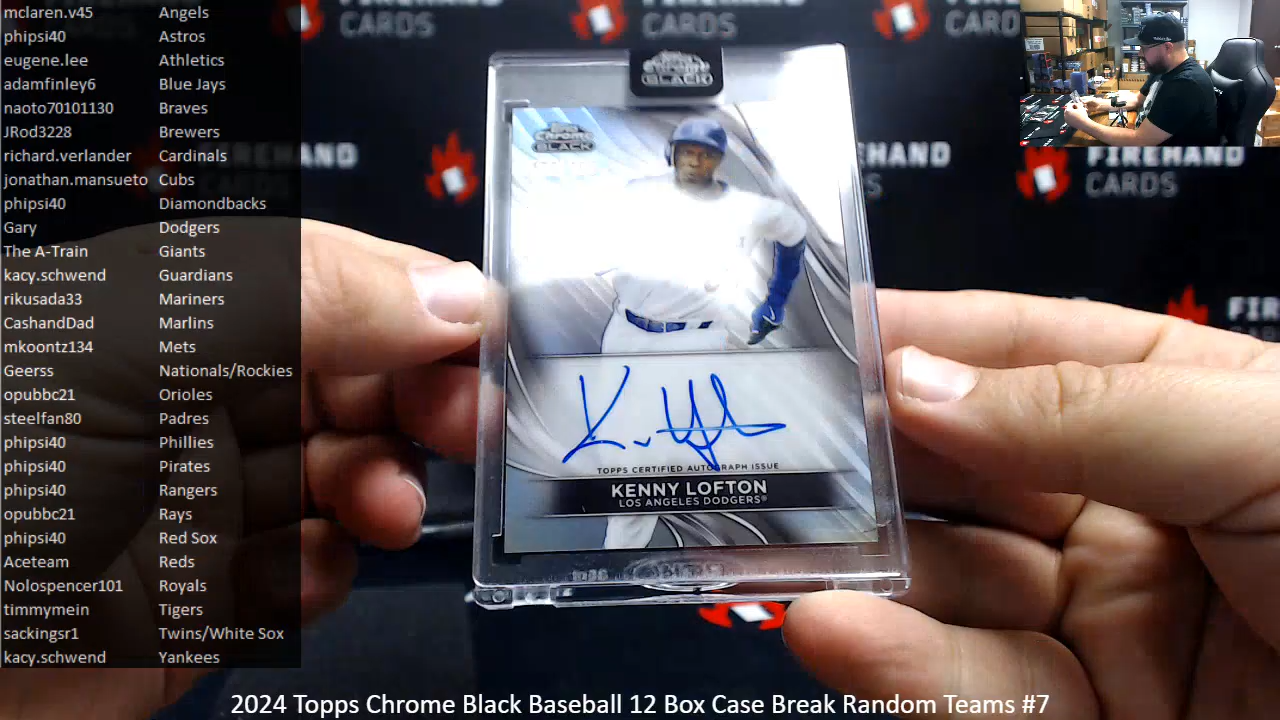 mclaren.v45 Angels
phipsi40 Astros
eugene.lee Athletics
adamfinley6 Blue Jays
naoto70101130 Braves
JRod3228 Brewers
richard.verlander Cardinals
jonathan.mansueto Cubs
phipsi40 Diamondbacks
Gary Dodgers
The A-Train Giants
kacy.schwend Guardians
rikusada33 Mariners
CashandDad Marlins
mkoontz134 Mets
Geerss Nationals/Rockies
opubbc21 Orioles
steelfan80 Padres
phipsi40 Phillies
phipsi40 Pirates
phipsi40 Rangers
opubbc21 Rays
phipsi40 Red Sox
Aceteam Reds
Nolospencer101 Royals
timmymein Tigers
sackingsr1 Twins/White Sox
kacy.schwend Yankees
CARDS
CARDS
CARDS
HAND
FIREHAND
CARDS
Topps
Chrome
BLACK
Topps
Chrome
BLACK
TOPPS CERTIFIED AUTOGRAPH ISSUE
KENNY LOFTON
LOS ANGELES DODGERS®
2024 Topps Chrome Black Baseball 12 Box Case Break Random Teams #7